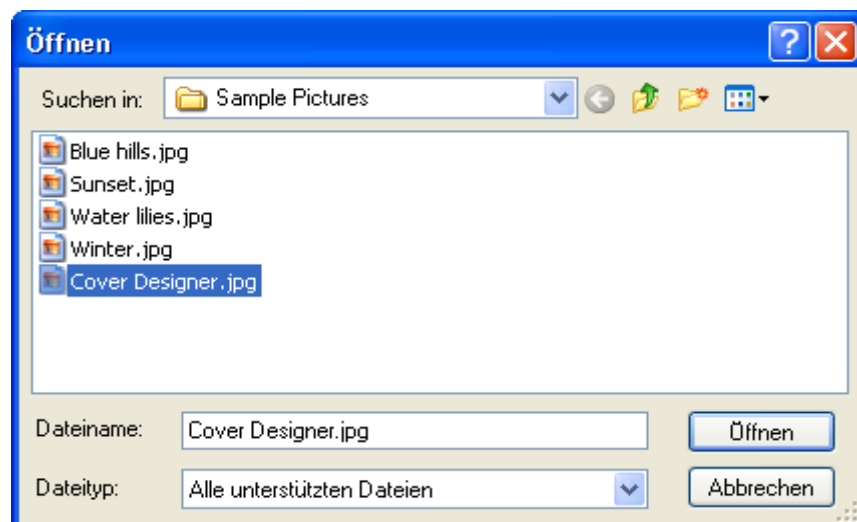 Öffnen
Suchen in: Sample Pictures
Blue hills.jpg
Sunset.jpg
Water lilies.jpg
Winter.jpg
Cover Designer.jpg
Dateiname: Cover Designer.jpg Öffnen
Dateityp: Alle unterstützten Dateien Abbrechen